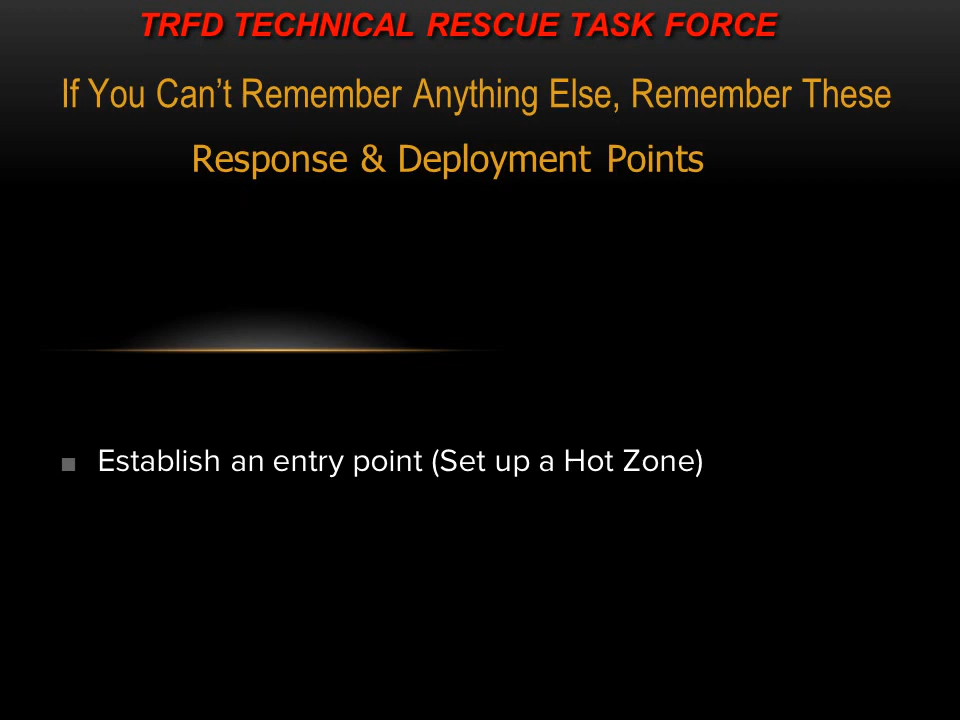 TRFD TECHNICAL RESCUE TASK FORCE
If You Can’t Remember Anything Else, Remember These
Response & Deployment Points
■ Establish an entry point (Set up a Hot Zone)